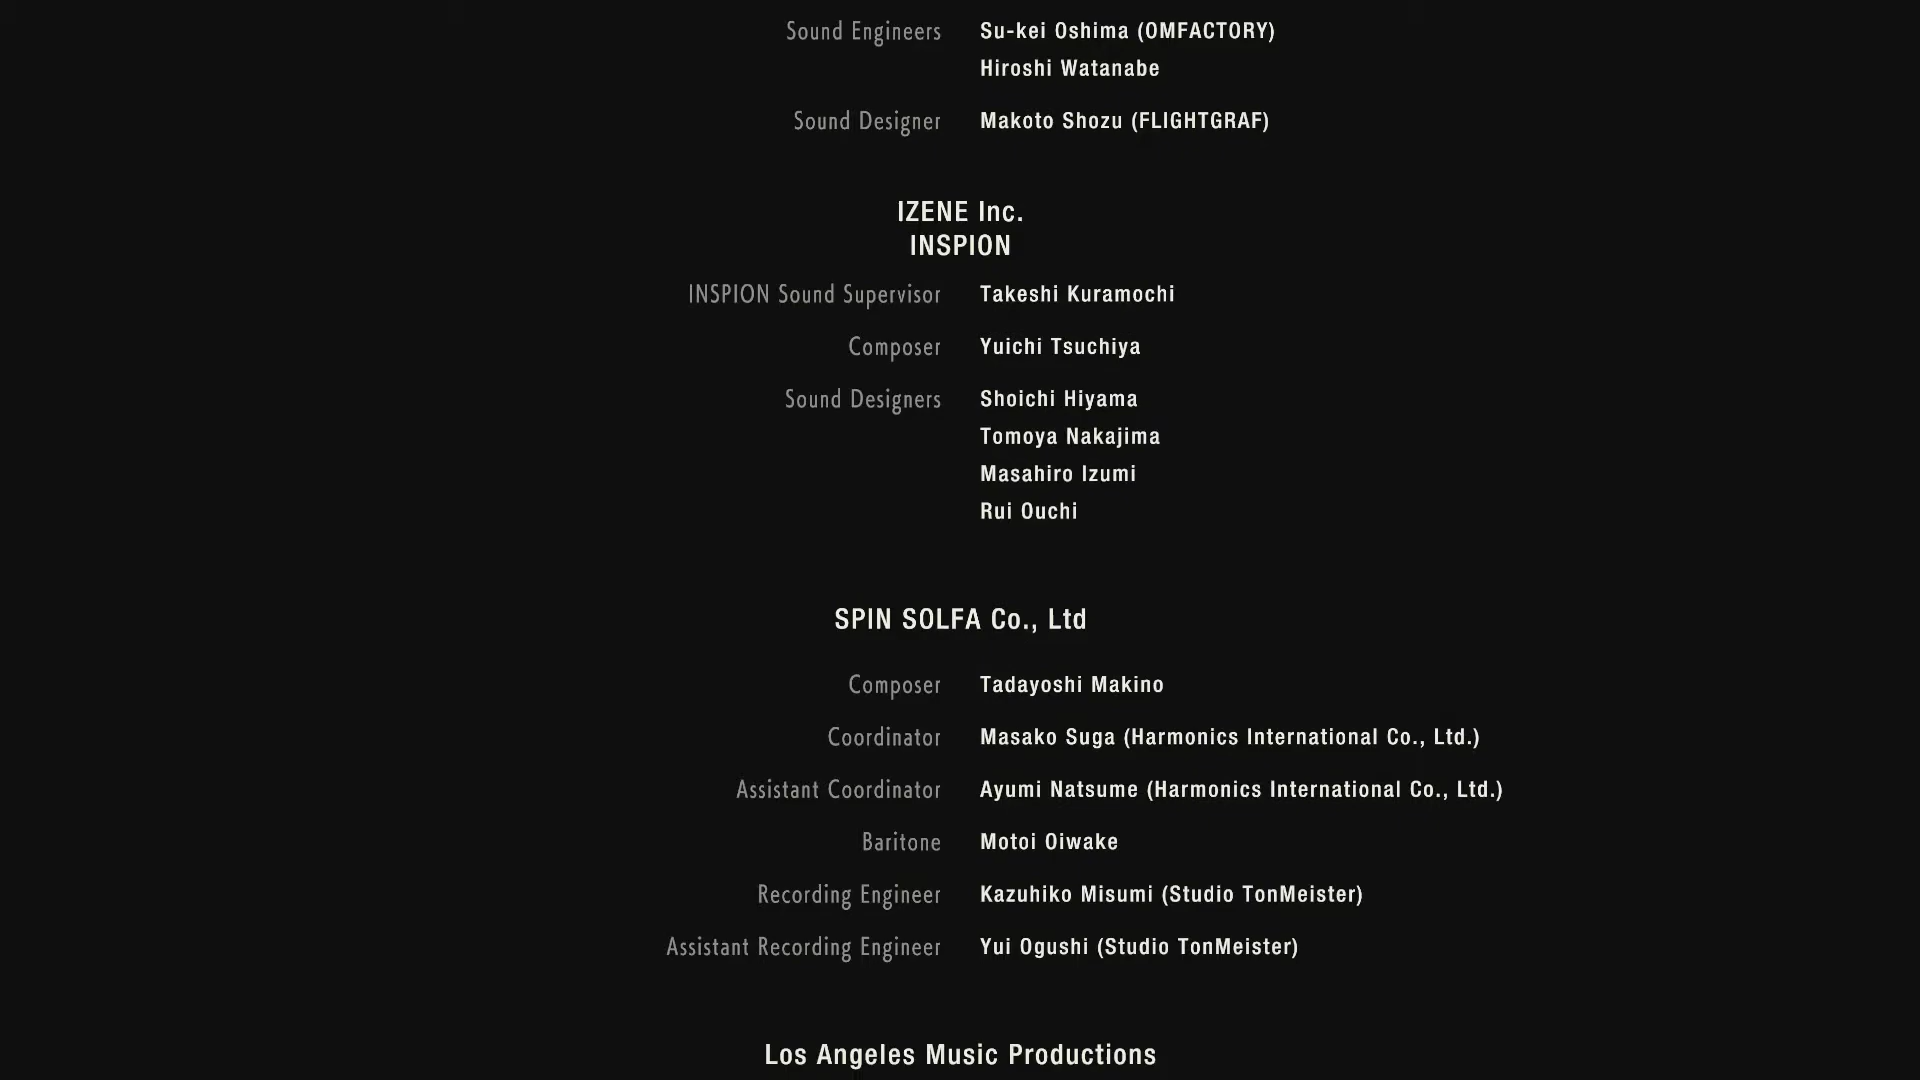 Sound Engineers Su-kei Oshima (OMFACTORY)
Hiroshi Watanabe
Sound Designer Makoto Shozu (FLIGHTGRAF)
IZENE Inc.
INSPION
INSPION Sound Supervisor Takeshi Kuramochi
Composer Yuichi Tsuchiya
Sound Designers Shoichi Hiyama
Tomoya Nakajima
Masahiro Izumi
Rui Ouchi
SPIN SOLFA Co., Ltd
Composer Tadayoshi Makino
Coordinator Masako Suga (Harmonics International Co., Ltd.)
Assistant Coordinator Ayumi Natsume (Harmonics International Co., Ltd.)
Baritone Motoi Oiwake
Recording Engineer Kazuhiko Misumi (Studio TonMeister)
Assistant Recording Engineer Yui Ogushi (Studio TonMeister)
Los Angeles Music Productions